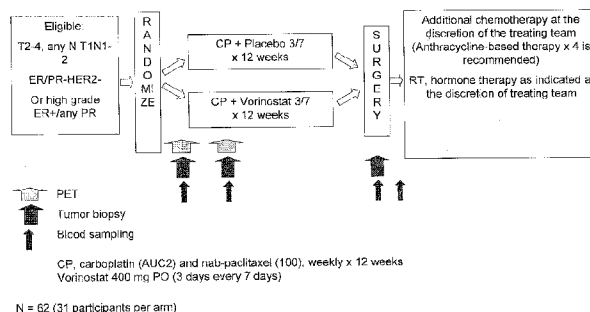 Eligible:
T2-4, any N T1N1-
2
ER/PR-HER2-
Or high grade
ER+/any PR
RANDOMIZE
CP + Placebo 3/7
x 12 weeks
CP + Vorinostat 3/7
x 12 weeks
SURGERY
Additional chemotherapy at the
discretion of the treating team
(Anthracycline-based therapy x 4 is
recommended)
RT, hormone therapy as indicated a
the discretion of treating team
PET
Tumor biopsy
Blood sampling
CP, carboplatin (AUC2) and nab-paclitaxel (100), weekly x 12 weeks
Vorinostat 400 mg PO (3 days every 7 days)
N = 62 (31 participants per arm)